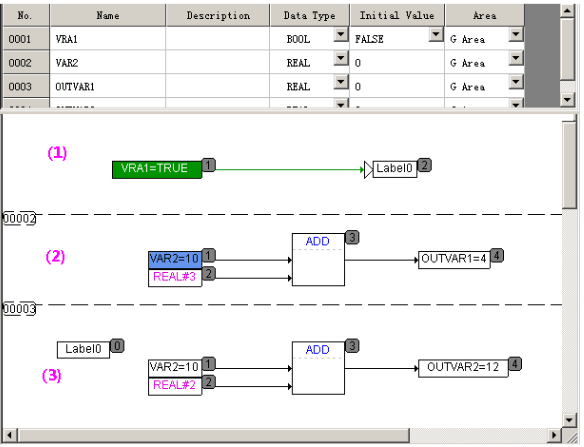 No. Name Description Data Type Initial Value Area
0001 VRA1 BOOL FALSE G Area
0002 VAR2 REAL 0 G Area
0003 OUTVAR1 REAL 0 G Area
(1)
VRA1=TRUE 1 Label0 2
00002
(2)
ADD 3
VAR2=10 1 OUTVAR1=4 4
REAL#3 2
00003
Label0 0 ADD 3
(3)
VAR2=10 1 OUTVAR2=12 4
REAL#2 2